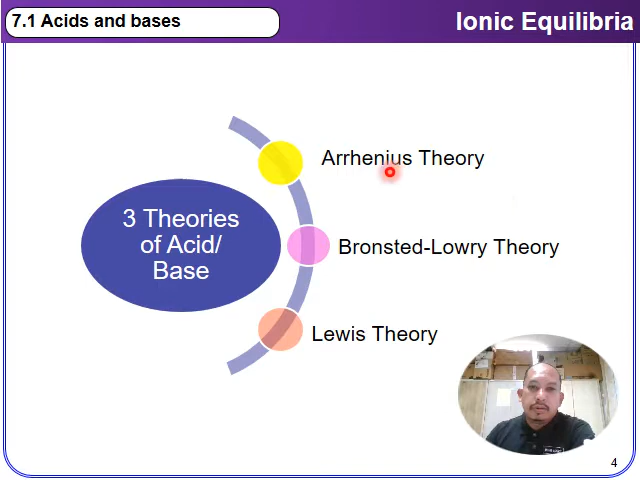 7.1 Acids and bases
Ionic Equilibria
Arrhenius Theory
3 Theories
of Acid/
Base
Bronsted-Lowry Theory
Lewis Theory
4